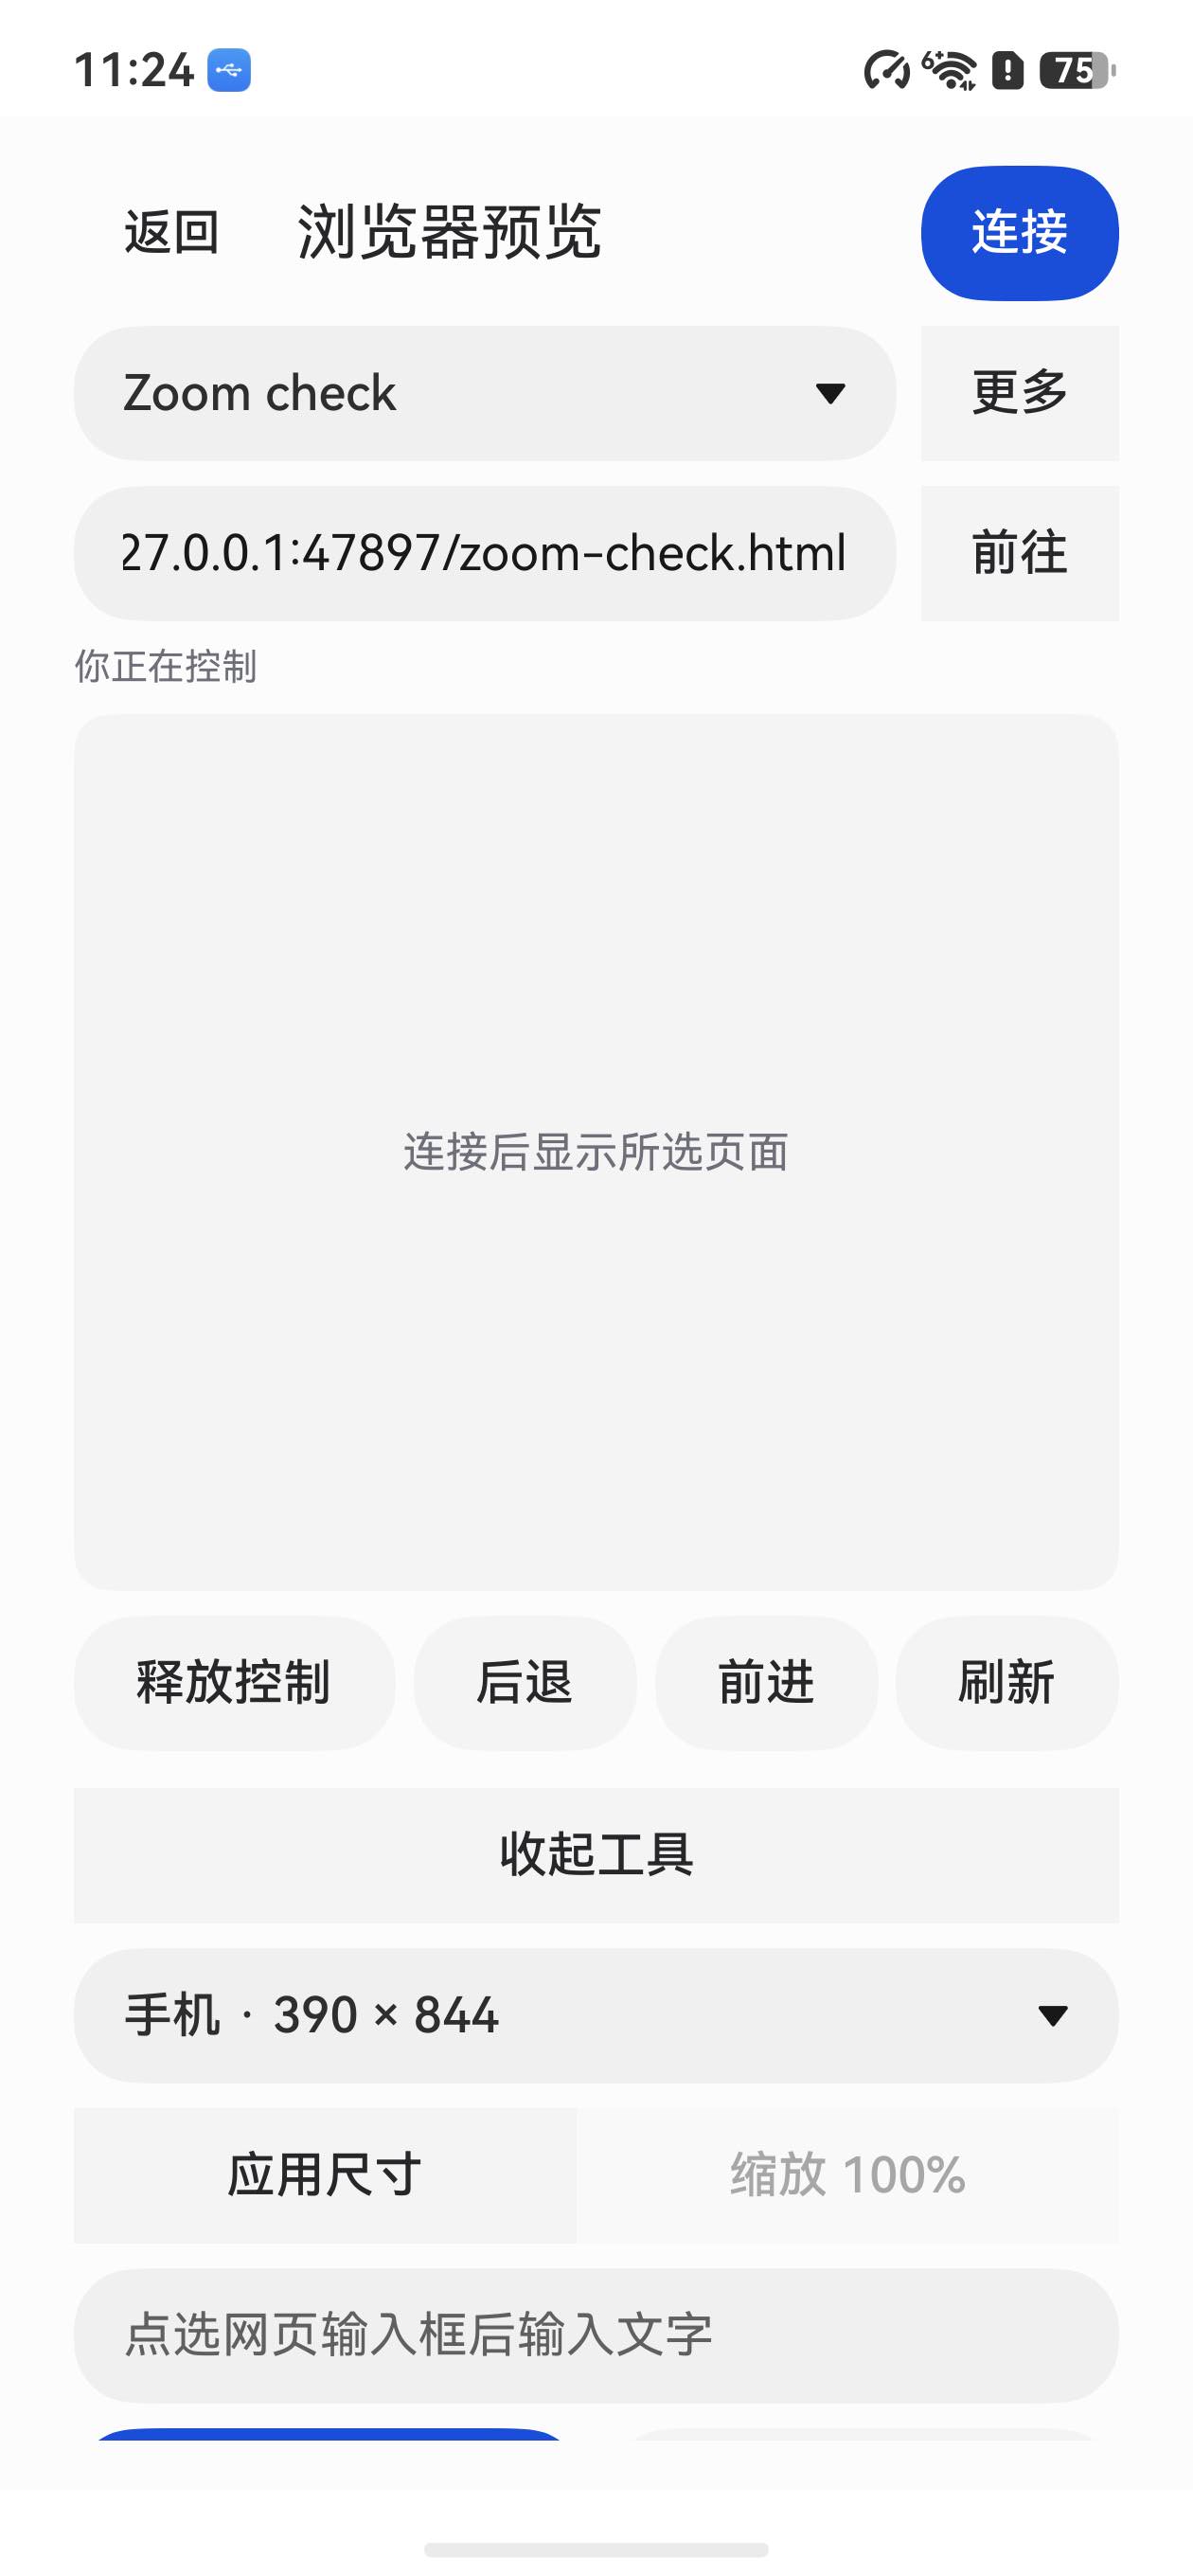 11:24
75
返回 浏览器预览 连接
Zoom check 更多
27.0.0.1:47897/zoom-check.html 前往
你正在控制
连接后显示所选页面
释放控制 后退 前进 刷新
收起工具
手机 · 390 × 844
应用尺寸 缩放 100%
点选网页输入框后输入文字